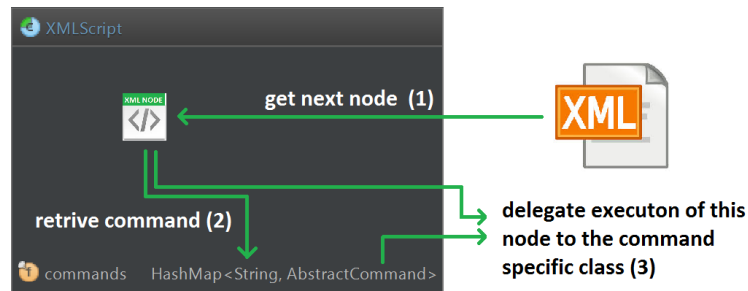 XMLScript
get next node (1)
XML NODE
</>
XML
retrive command (2)
delegate executon of this
node to the command
specific class (3)
f commands HashMap<String, AbstractCommand>